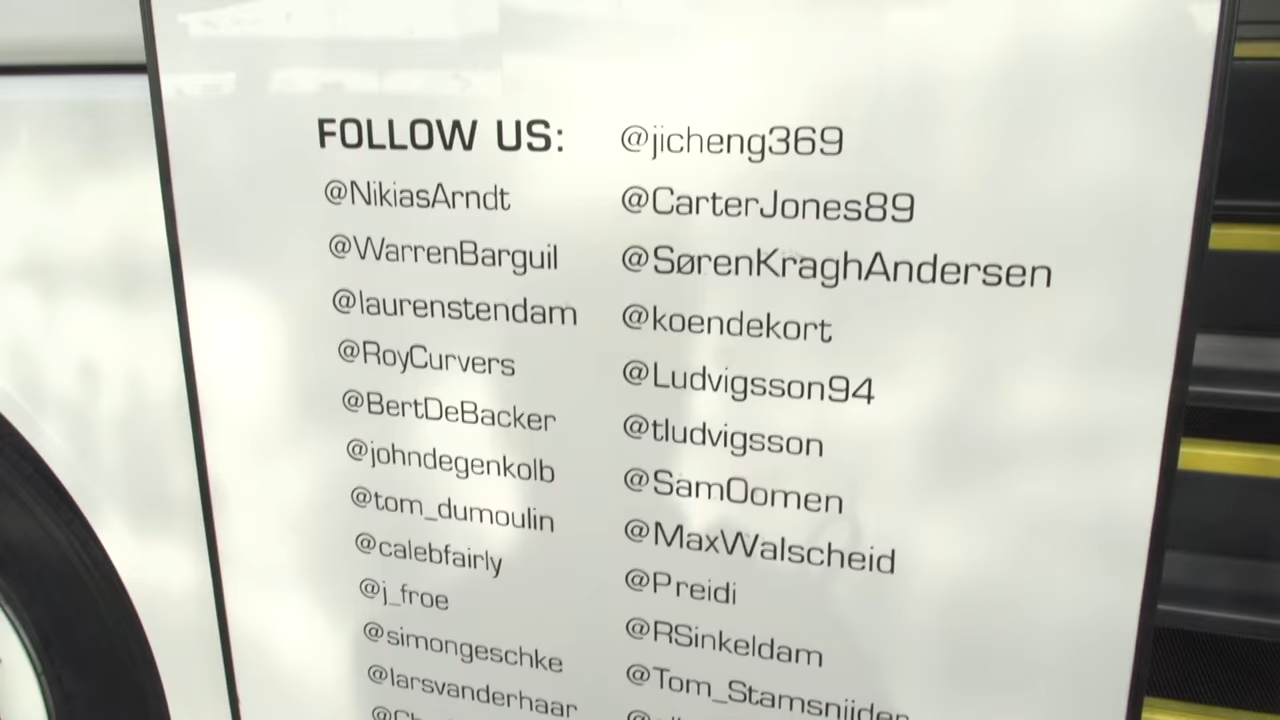 FOLLOW US:
@NikiasArndt
@WarrenBarguil
@laurenstendam
@RoyCurvers
@BertDeBacker
@johndegenkolb
@tom_dumoulin
@calebfairly
@j_froe
@simongeschke
@larsvanderhaar
@jicheng369
@CarterJones89
@SørenKraghAndersen
@koendekort
@Ludvigsson94
@tludvigsson
@SamOomen
@MaxWalscheid
@Preidi
@RSinkeldam
@Tom_Stamsnijder